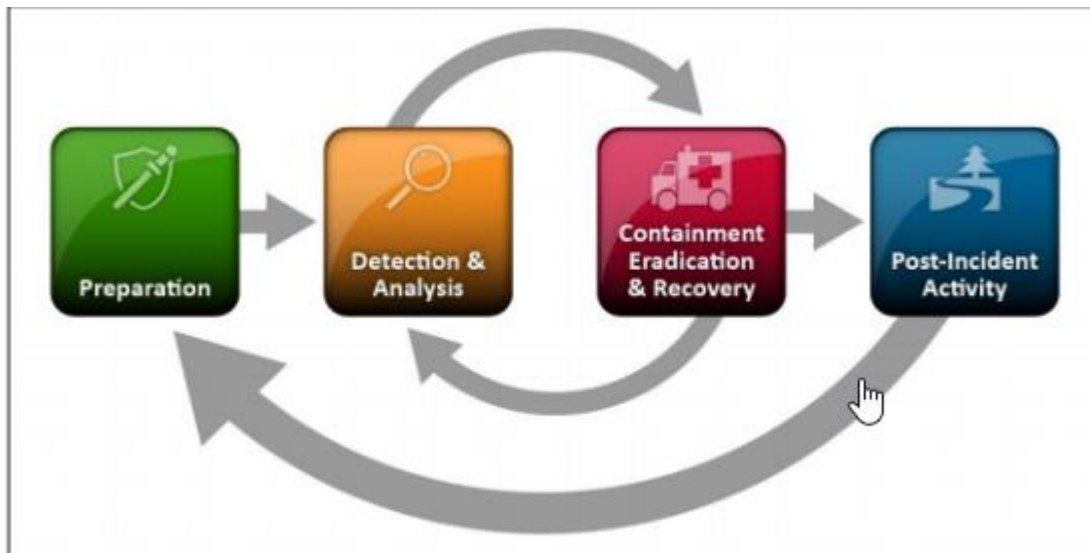 Preparation
Detection &
Analysis
Containment
Eradication
& Recovery
Post-Incident
Activity